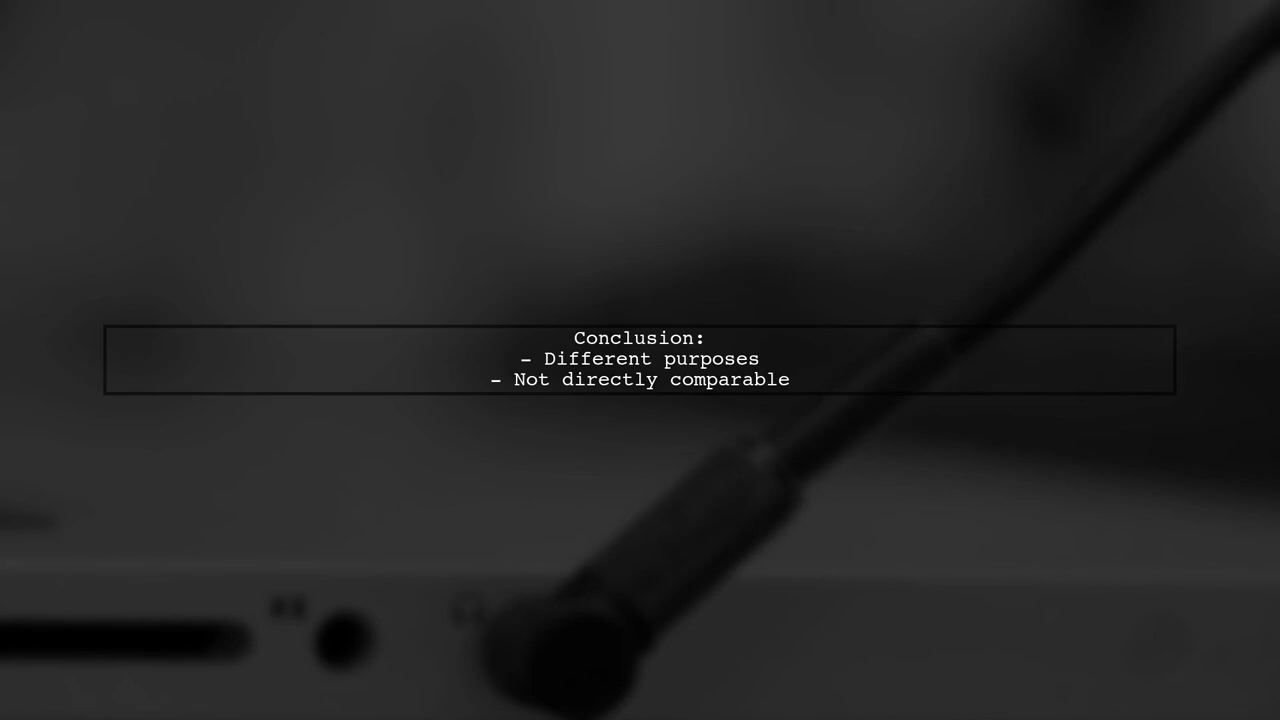 Conclusion:
- Different purposes
- Not directly comparable